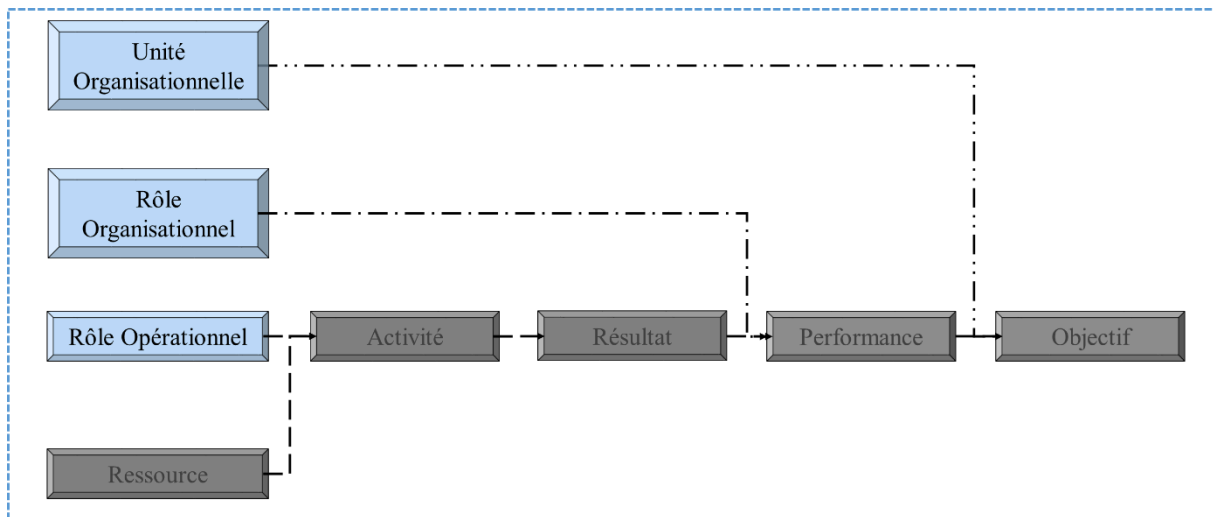 Unité
Organisationnelle
Rôle
Organisationnel
Rôle Opérationnel
Activité
Résultat
Performance
Objectif
Ressource